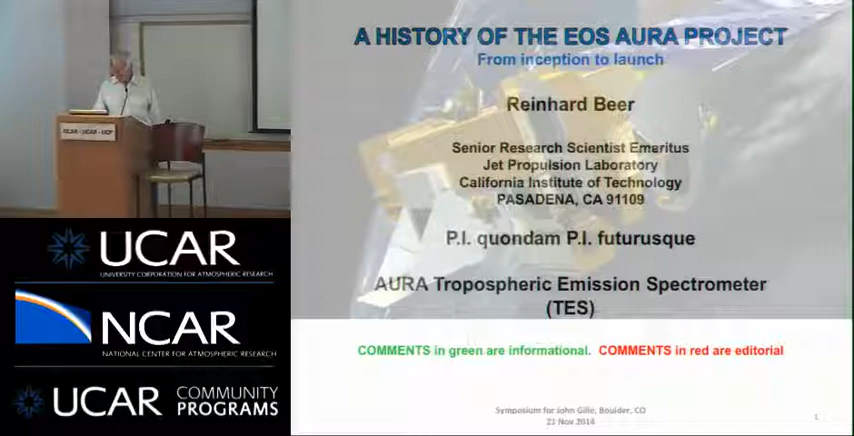 A HISTORY OF THE EOS AURA PROJECT
From inception to launch
Reinhard Beer
Senior Research Scientist Emeritus
Jet Propulsion Laboratory
California Institute of Technology
PASADENA, CA 91109
P.I. quondam P.I. futurusque
AURA Tropospheric Emission Spectrometer
(TES)
COMMENTS in green are informational. COMMENTS in red are editorial
Symposium for John Gille, Boulder, CO
21 Nov 2014
1
NCAR - UCAR - UCP
UCAR
UNIVERSITY CORPORATION FOR ATMOSPHERIC RESEARCH
NCAR
NATIONAL CENTER FOR ATMOSPHERIC RESEARCH
UCAR COMMUNITY
PROGRAMS